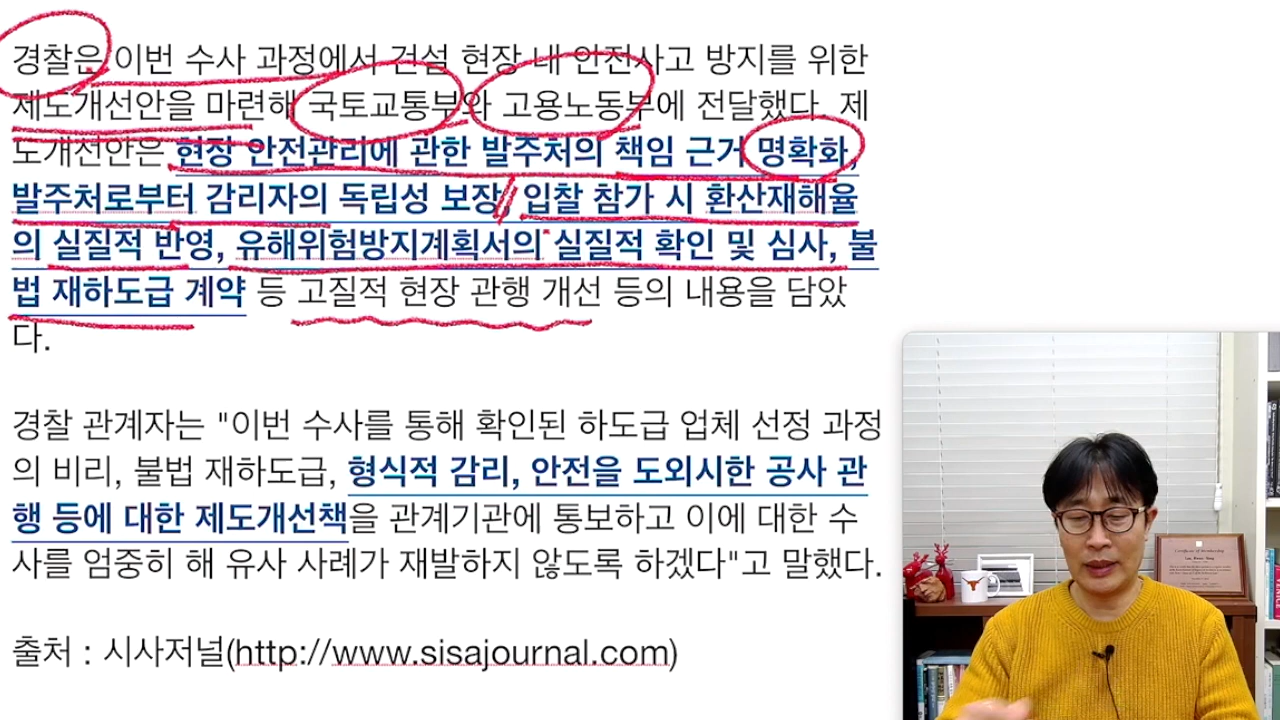 경찰은 이번 수사 과정에서 건설 현장 내 안전사고 방지를 위한
제도개선안을 마련해 국토교통부와 고용노동부에 전달했다. 제
도개선안은 현장 안전관리에 관한 발주처의 책임 근거 명확화,
발주처로부터 감리자의 독립성 보장, 입찰 참가 시 환산재해율
의 실질적 반영, 유해위험방지계획서의 실질적 확인 및 심사, 불
법 재하도급 계약 등 고질적 현장 관행 개선 등의 내용을 담았
다.
경찰 관계자는 "이번 수사를 통해 확인된 하도급 업체 선정 과정
의 비리, 불법 재하도급, 형식적 감리, 안전을 도외시한 공사 관
행 등에 대한 제도개선책을 관계기관에 통보하고 이에 대한 수
사를 엄중히 해 유사 사례가 재발하지 않도록 하겠다"고 말했다.
출처 : 시사저널(http://www.sisajournal.com)